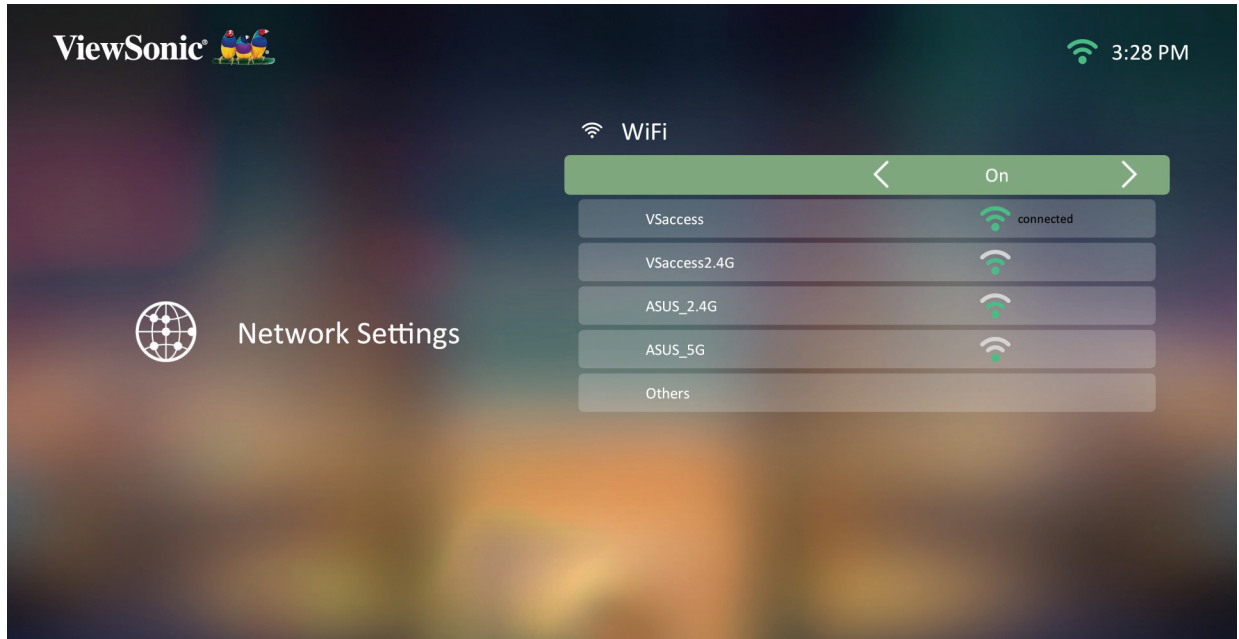 ViewSonic®
3:28 PM
WiFi
On
VSaccess connected
VSaccess2.4G
ASUS_2.4G
ASUS_5G
Others
Network Settings